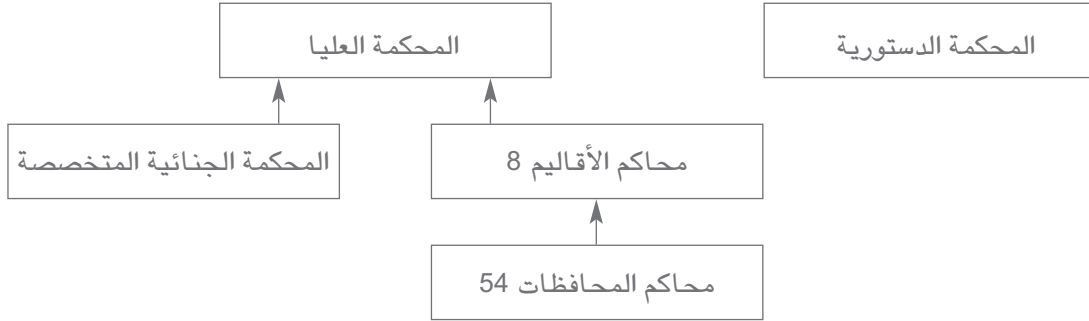 المحكمة الدستورية
المحكمة العليا
محاكم الأقاليم 8
المحكمة الجنائية المتخصصة
محاكم المحافظات 54